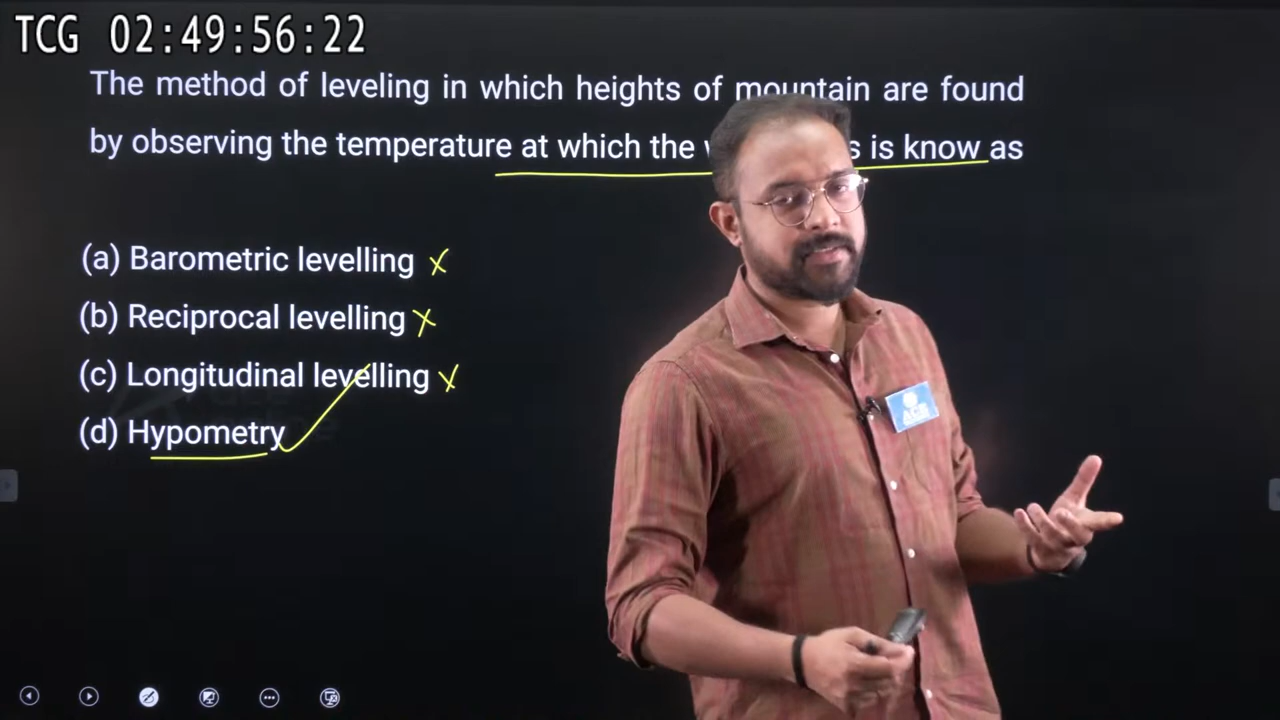 TCG 02:49:56:22
The method of leveling in which heights of mountain are found
by observing the temperature at which the is know as
(a) Barometric levelling x
(b) Reciprocal levelling x
(c) Longitudinal levelling x
(d) Hypometry
ACE